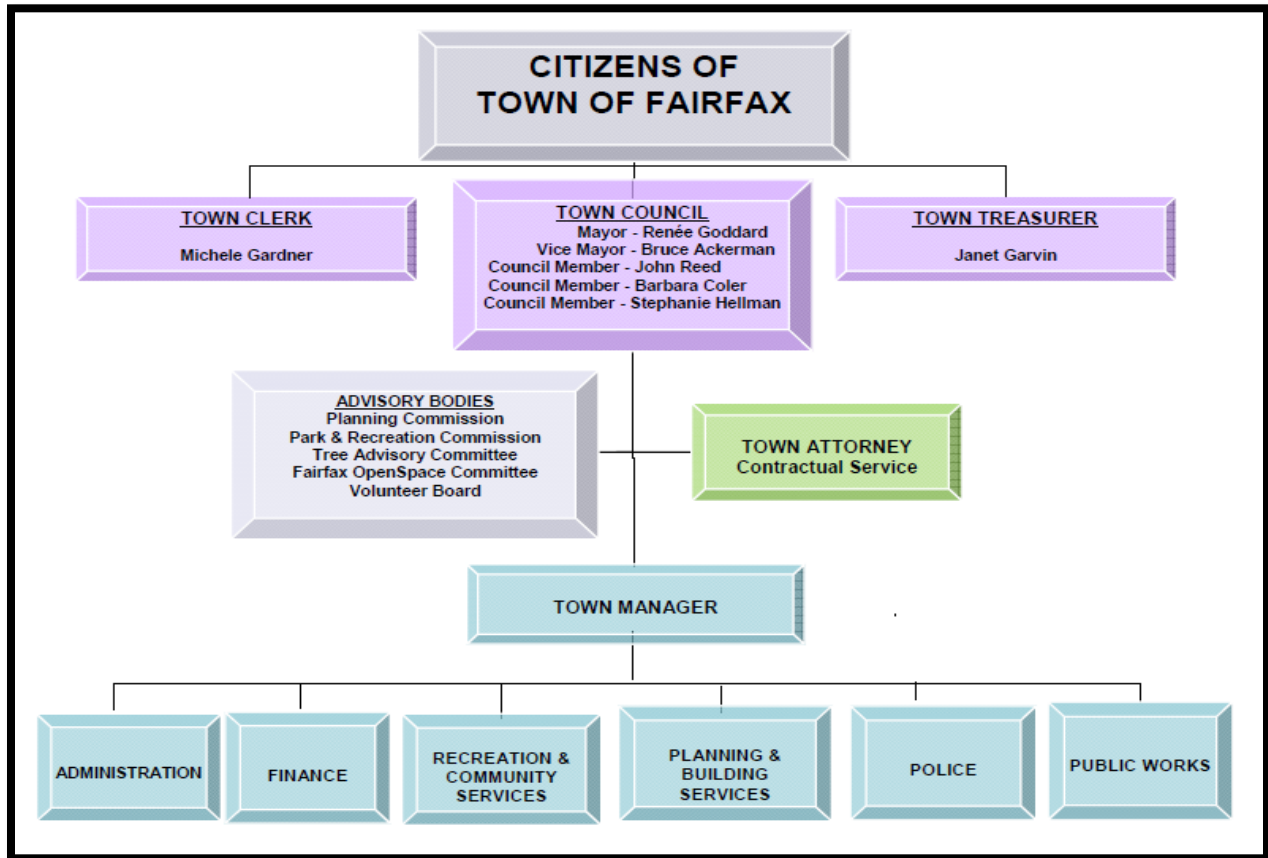 CITIZENS OF
TOWN OF FAIRFAX
TOWN CLERK
Michele Gardner
TOWN COUNCIL
Mayor - Renée Goddard
Vice Mayor - Bruce Ackerman
Council Member - John Reed
Council Member - Barbara Coler
Council Member - Stephanie Hellman
TOWN TREASURER
Janet Garvin
ADVISORY BODIES
Planning Commission
Park & Recreation Commission
Tree Advisory Committee
Fairfax OpenSpace Committee
Volunteer Board
TOWN ATTORNEY
Contractual Service
TOWN MANAGER
ADMINISTRATION
FINANCE
RECREATION &
COMMUNITY
SERVICES
PLANNING &
BUILDING
SERVICES
POLICE
PUBLIC WORKS